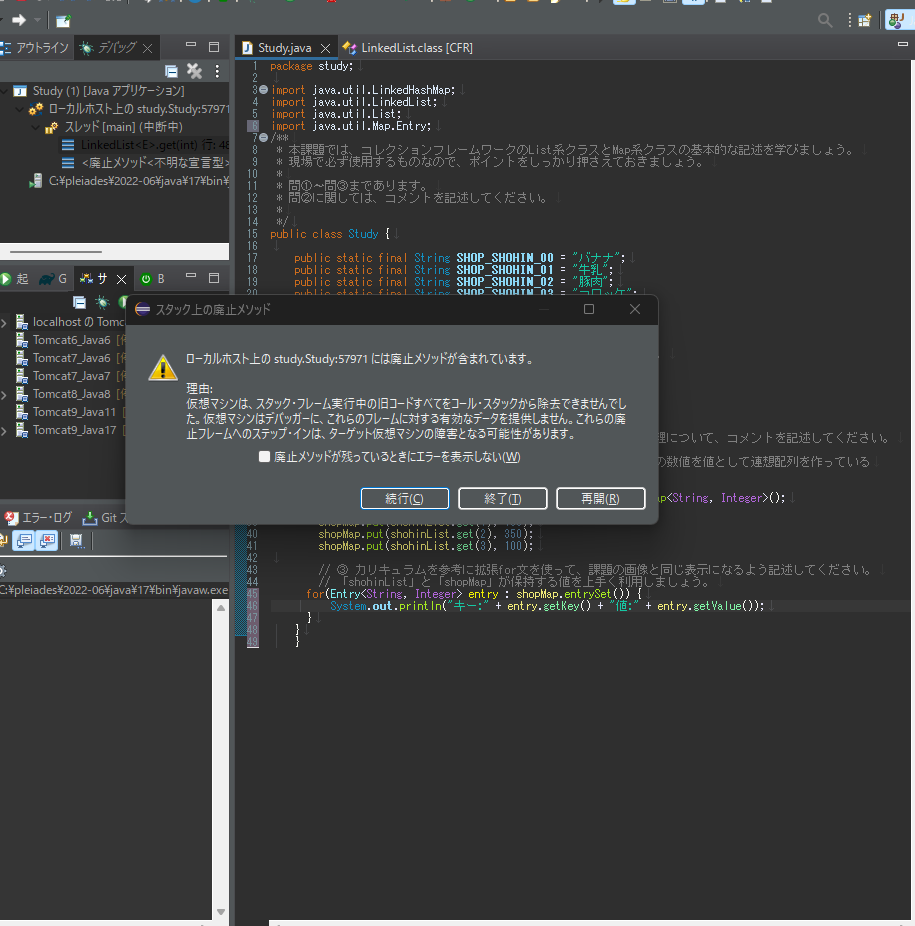 アウトライン
デバッグ
Study.java
LinkedList.class [CFR]
Study (1) [Java アプリケーション]
ローカルホスト上の study.Study:57971
スレッド [main] (中断中)
LinkedList<E>.get(int) 行: 48
<廃止メソッド<不明な宣言型>
C:¥pleiades¥2022-06¥java¥17¥bin¥
起
G
サ
B
localhost の Tomc
Tomcat6_Java6
Tomcat7_Java6
Tomcat7_Java7
Tomcat8_Java8
Tomcat9_Java11
Tomcat9_Java17
エラー・ログ
Git
C:¥pleiades¥2022-06¥java¥17¥bin¥javaw.exe
1 package study;
2
3 import java.util.LinkedHashMap;
4 import java.util.LinkedList;
5 import java.util.List;
6 import java.util.Map.Entry;
7 /**
8 * 本課題では、コレクションフレームワークのList系クラスとMap系クラスの基本的な記述を学びましょう。
9 * 現場で必ず使用するものなので、ポイントをしっかり押さえておきましょう。
10 *
11 * 問①～問③まであります。
12 * 問②に関しては、コメントを記述してください。
13 *
14 */
15 public class Study {
16
17 public static final String SHOP_SHOHIN_00 = "バナナ";
18 public static final String SHOP_SHOHIN_01 = "牛乳";
19 public static final String SHOP_SHOHIN_02 = "豚肉";
20 public static final String SHOP_SHOHIN_03 = "コロッケ";
スタック上の廃止メソッド
ローカルホスト上の study.Study:57971 には廃止メソッドが含まれています。
理由:
仮想マシンは、スタック・フレーム実行中の旧コードすべてをコール・スタックから除去できませんでし
た。仮想マシンはデバッガーに、これらのフレームに対する有効なデータを提供しません。これらの廃
止フレームへのステップ・インは、ターゲット仮想マシンの障害となる可能性があります。
廃止メソッドが残っているときにエラーを表示しない(W)
続行(C)
終了(T)
再開(R)
理について、コメントを記述してください。
の数値を値として連想配列を作っている
ap<String, Integer>();
40 shopMap.put(shohinList.get(2), 350);
41 shopMap.put(shohinList.get(3), 100);
42
43 // ③ カリキュラムを参考に拡張for文を使って、課題の画像と同じ表示になるよう記述してください。
44 // 「shohinList」と「shopMap」が保持する値を上手く利用しましょう。
45 for(Entry<String, Integer> entry : shopMap.entrySet()) {
46 System.out.println("キー:" + entry.getKey() + "値:" + entry.getValue());
47 }
48 }
49 }